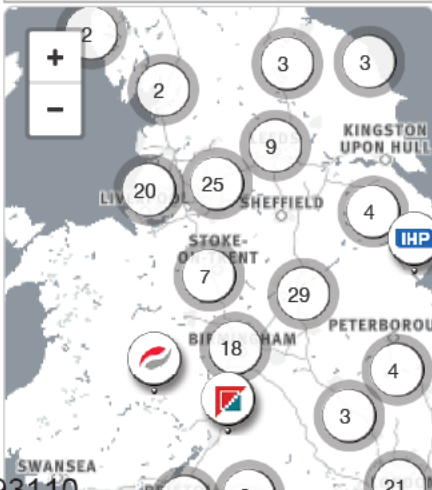 2
+
−
3
3
2
LEEDS
9
KINGSTON
UPON HULL
LIVERPOOL
20
25
SHEFFIELD
4
IHP
STOKE-
ON-TRENT
7
29
BIRMINGHAM
18
PETERBOROU
4
3
SWANSEA
93110
21